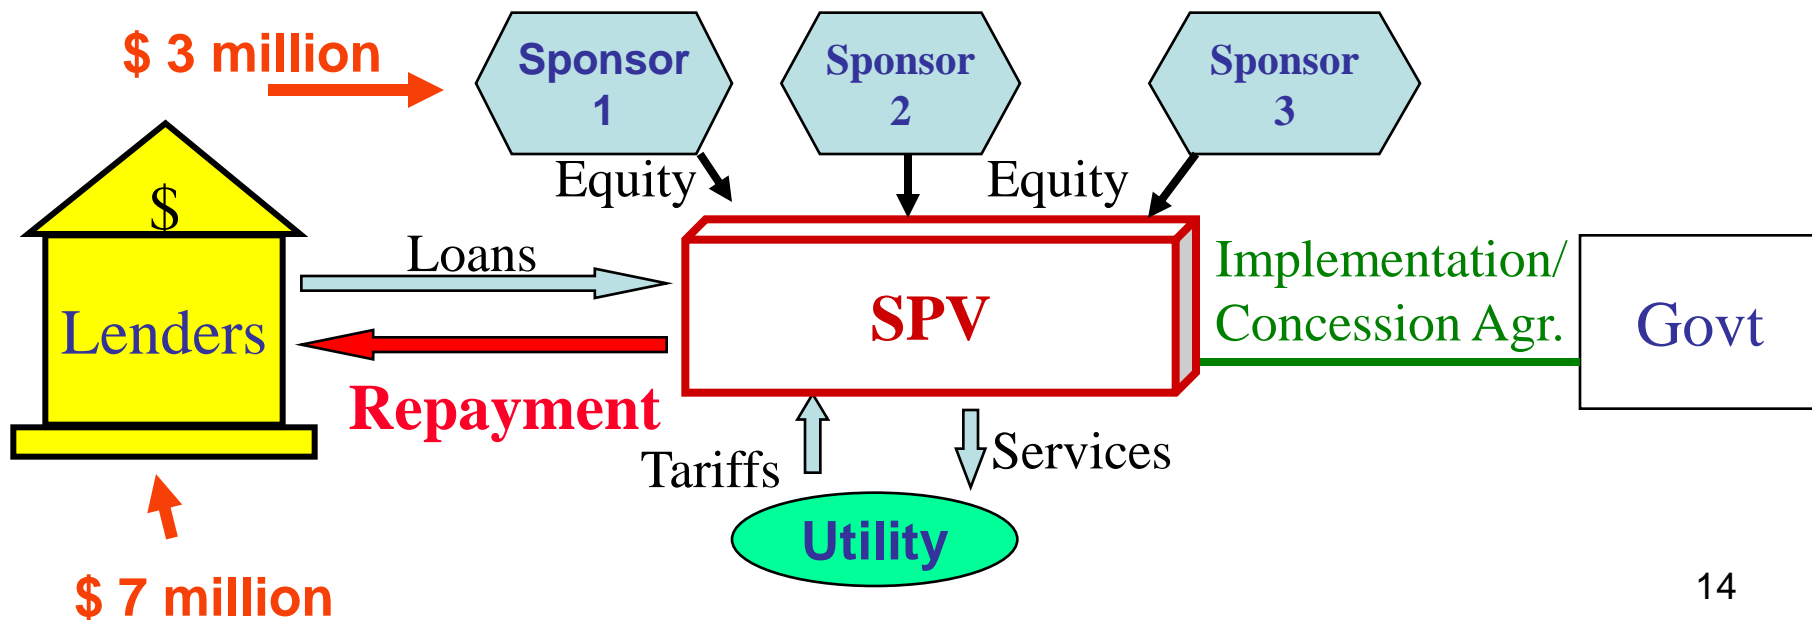 $ 3 million
Sponsor
1
Sponsor
2
Sponsor
3
Equity
Equity
$
Loans
Lenders
SPV
Implementation/
Concession Agr.
Govt
Repayment
Tariffs
Services
Utility
$ 7 million
14